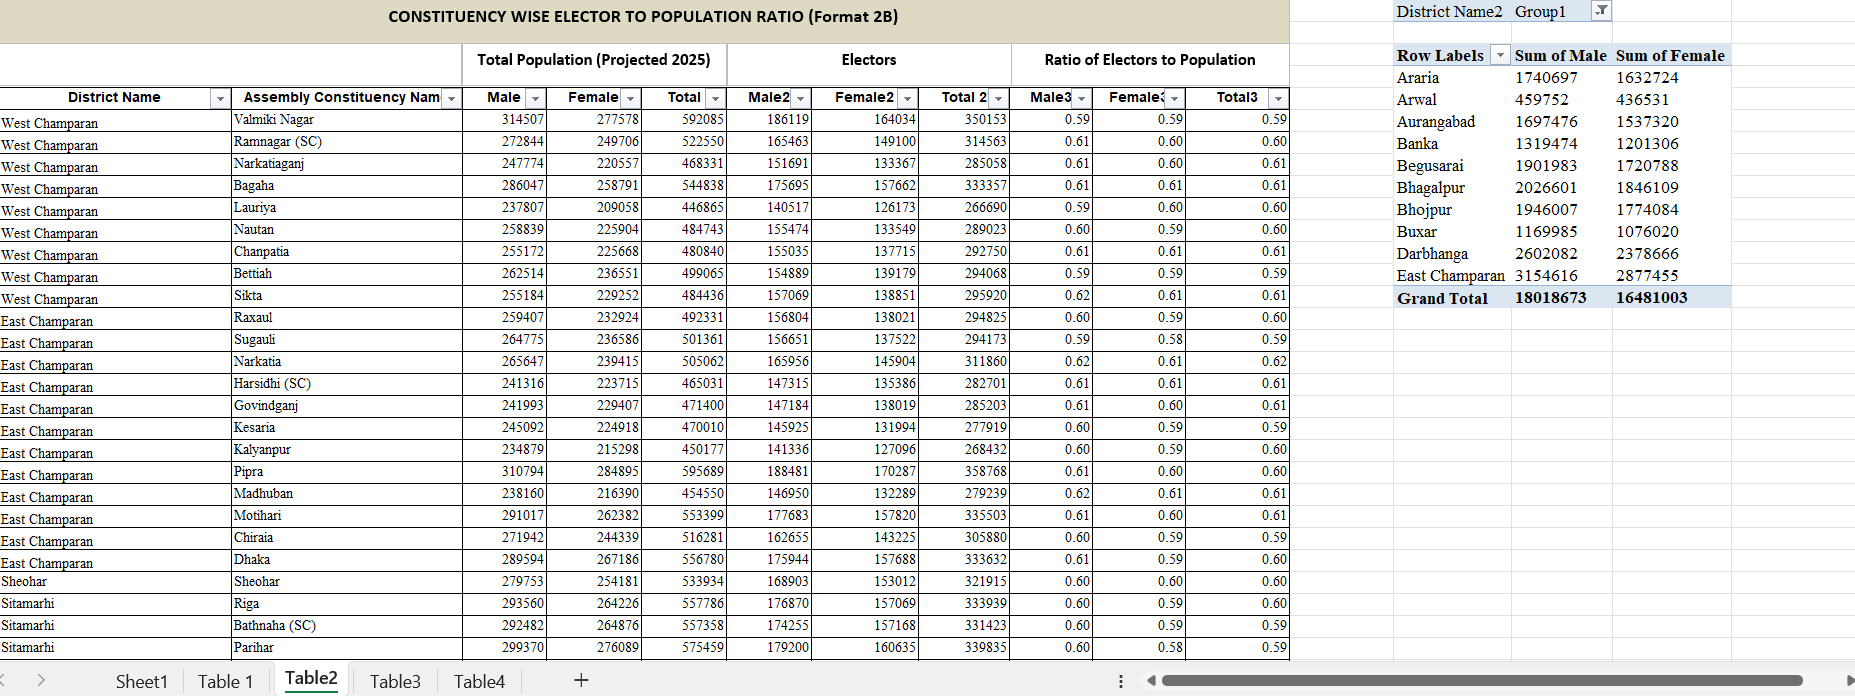 CONSTITUENCY WISE ELECTOR TO POPULATION RATIO (Format 2B)
Total Population (Projected 2025) Electors Ratio of Electors to Population
District Name Assembly Constituency Nam Male Female Total Male2 Female2 Total 2 Male3 Female3 Total3
West Champaran Valmiki Nagar 314507 277578 592085 186119 164034 350153 0.59 0.59 0.59
West Champaran Ramnagar (SC) 272844 249706 522550 165463 149100 314563 0.61 0.60 0.60
West Champaran Narkatiaganj 247774 220557 468331 151691 133367 285058 0.61 0.60 0.61
West Champaran Bagaha 286047 258791 544838 175695 157662 333357 0.61 0.61 0.61
West Champaran Lauriya 237807 209058 446865 140517 126173 266690 0.59 0.60 0.60
West Champaran Nautan 258839 225904 484743 155474 133549 289023 0.60 0.59 0.60
West Champaran Chanpatia 255172 225668 480840 155035 137715 292750 0.61 0.61 0.61
West Champaran Bettiah 262514 236551 499065 154889 139179 294068 0.59 0.59 0.59
West Champaran Sikta 255184 229252 484436 157069 138851 295920 0.62 0.61 0.61
East Champaran Raxaul 259407 232924 492331 156804 138021 294825 0.60 0.59 0.60
East Champaran Sugauli 264775 236586 501361 156651 137522 294173 0.59 0.58 0.59
East Champaran Narkatia 265647 239415 505062 165956 145904 311860 0.62 0.61 0.62
East Champaran Harsidhi (SC) 241316 223715 465031 147315 135386 282701 0.61 0.61 0.61
East Champaran Govindganj 241993 229407 471400 147184 138019 285203 0.61 0.60 0.61
East Champaran Kesaria 245092 224918 470010 145925 131994 277919 0.60 0.59 0.59
East Champaran Kalyanpur 234879 215298 450177 141336 127096 268432 0.60 0.59 0.60
East Champaran Pipra 310794 284895 595689 188481 170287 358768 0.61 0.60 0.60
East Champaran Madhuban 238160 216390 454550 146950 132289 279239 0.62 0.61 0.61
East Champaran Motihari 291017 262382 553399 177683 157820 335503 0.61 0.60 0.61
East Champaran Chiraia 271942 244339 516281 162655 143225 305880 0.60 0.59 0.59
East Champaran Dhaka 289594 267186 556780 175944 157688 333632 0.61 0.59 0.60
Sheohar Sheohar 279753 254181 533934 168903 153012 321915 0.60 0.60 0.60
Sitamarhi Riga 293560 264226 557786 176870 157069 333939 0.60 0.59 0.60
Sitamarhi Bathnaha (SC) 292482 264876 557358 174255 157168 331423 0.60 0.59 0.59
Sitamarhi Parihar 299370 276089 575459 179200 160635 339835 0.60 0.58 0.59
District Name2 Group1
Row Labels Sum of Male Sum of Female
Araria 1740697 1632724
Arwal 459752 436531
Aurangabad 1697476 1537320
Banka 1319474 1201306
Begusarai 1901983 1720788
Bhagalpur 2026601 1846109
Bhojpur 1946007 1774084
Buxar 1169985 1076020
Darbhanga 2602082 2378666
East Champaran 3154616 2877455
Grand Total 18018673 16481003
Sheet1 Table 1 Table2 Table3 Table4 +